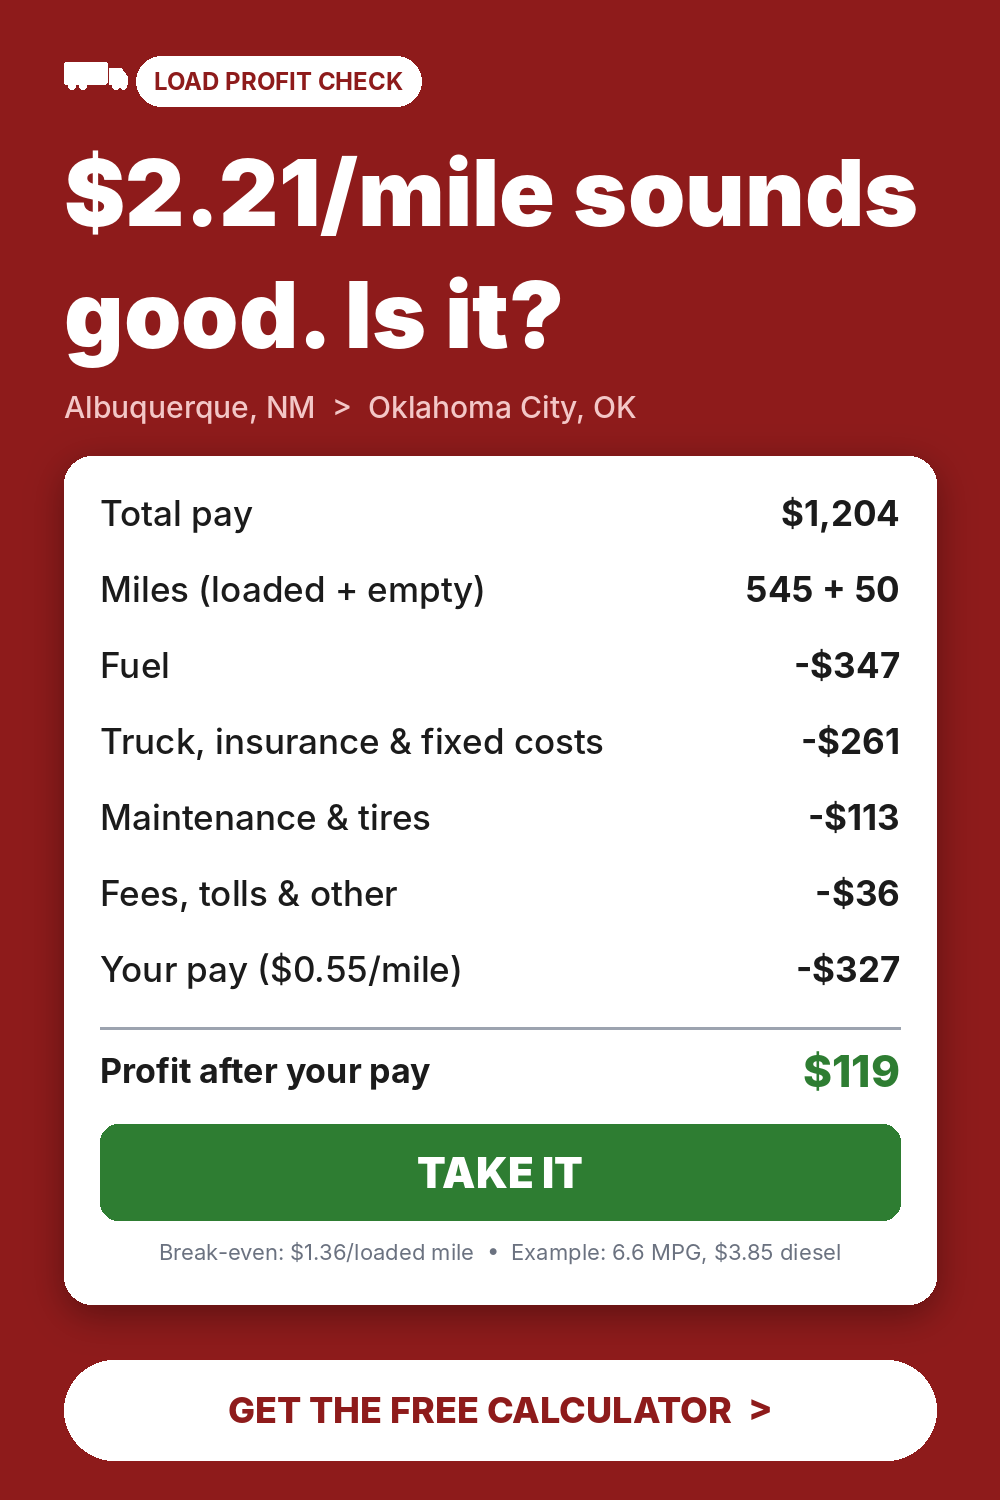 LOAD PROFIT CHECK
$2.21/mile sounds
good. Is it?
Albuquerque, NM > Oklahoma City, OK
Total pay $1,204
Miles (loaded + empty) 545 + 50
Fuel -$347
Truck, insurance & fixed costs -$261
Maintenance & tires -$113
Fees, tolls & other -$36
Your pay ($0.55/mile) -$327
Profit after your pay $119
TAKE IT
Break-even: $1.36/loaded mile • Example: 6.6 MPG, $3.85 diesel
GET THE FREE CALCULATOR >